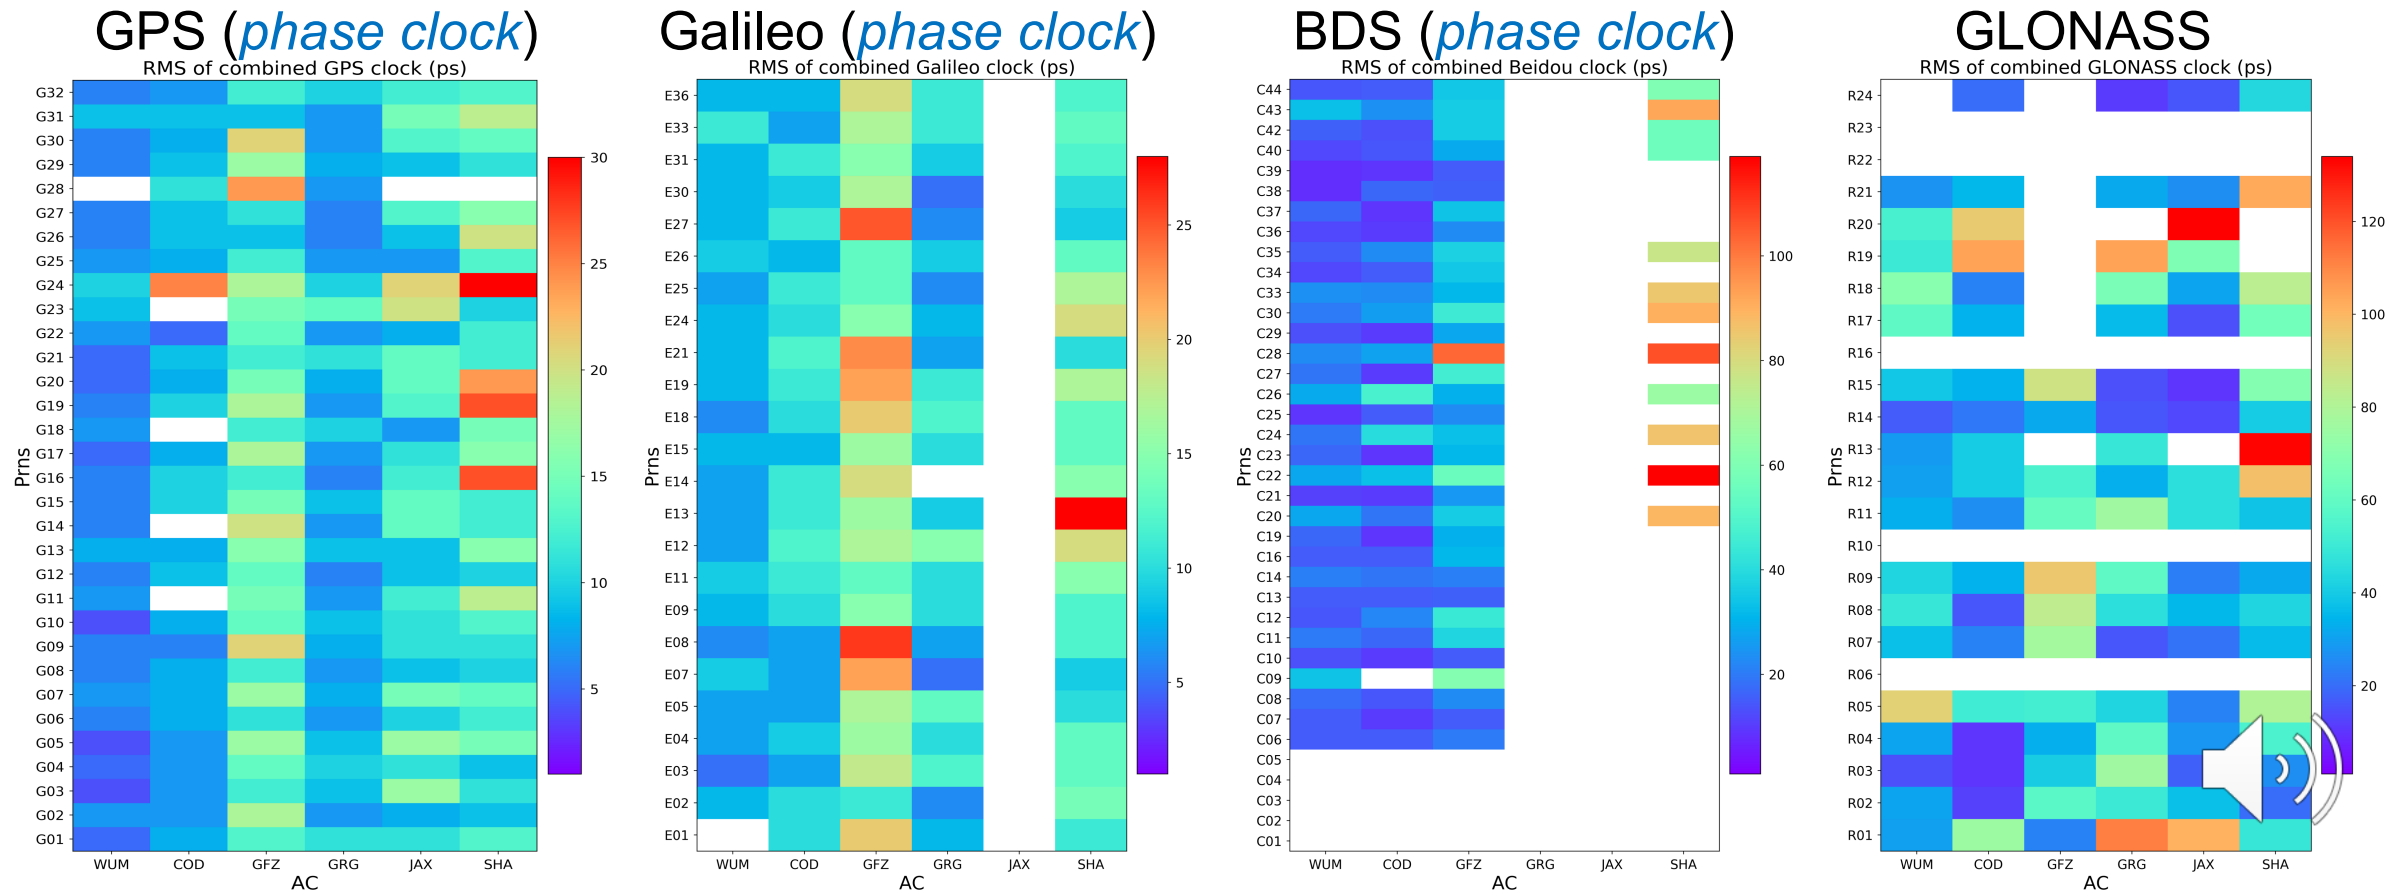 GPS (phase clock)
RMS of combined GPS clock (ps)
G32
G31
G30
G29
G28
G27
G26
G25
G24
G23
G22
G21
G20
G19
G18
G17
G16
G15
G14
G13
G12
G11
G10
G09
G08
G07
G06
G05
G04
G03
G02
G01
Prns
WUM COD GFZ GRG JAX SHA
AC
30
25
20
15
10
5
Galileo (phase clock)
RMS of combined Galileo clock (ps)
E36
E33
E31
E30
E27
E26
E25
E24
E21
E19
E18
E15
E14
E13
E12
E11
E09
E08
E07
E05
E04
E03
E02
E01
Prns
WUM COD GFZ GRG JAX SHA
AC
25
20
15
10
5
BDS (phase clock)
RMS of combined Beidou clock (ps)
C44
C43
C42
C40
C39
C38
C37
C36
C35
C34
C33
C30
C29
C28
C27
C26
C25
C24
C23
C22
C21
C20
C19
C16
C14
C13
C12
C11
C10
C09
C08
C07
C06
C05
C04
C03
C02
C01
Prns
WUM COD GFZ GRG JAX SHA
AC
100
80
60
40
20
GLONASS
RMS of combined GLONASS clock (ps)
R24
R23
R22
R21
R20
R19
R18
R17
R16
R15
R14
R13
R12
R11
R10
R09
R08
R07
R06
R05
R04
R03
R02
R01
Prns
WUM COD GFZ GRG JAX SHA
AC
120
100
80
60
40
20